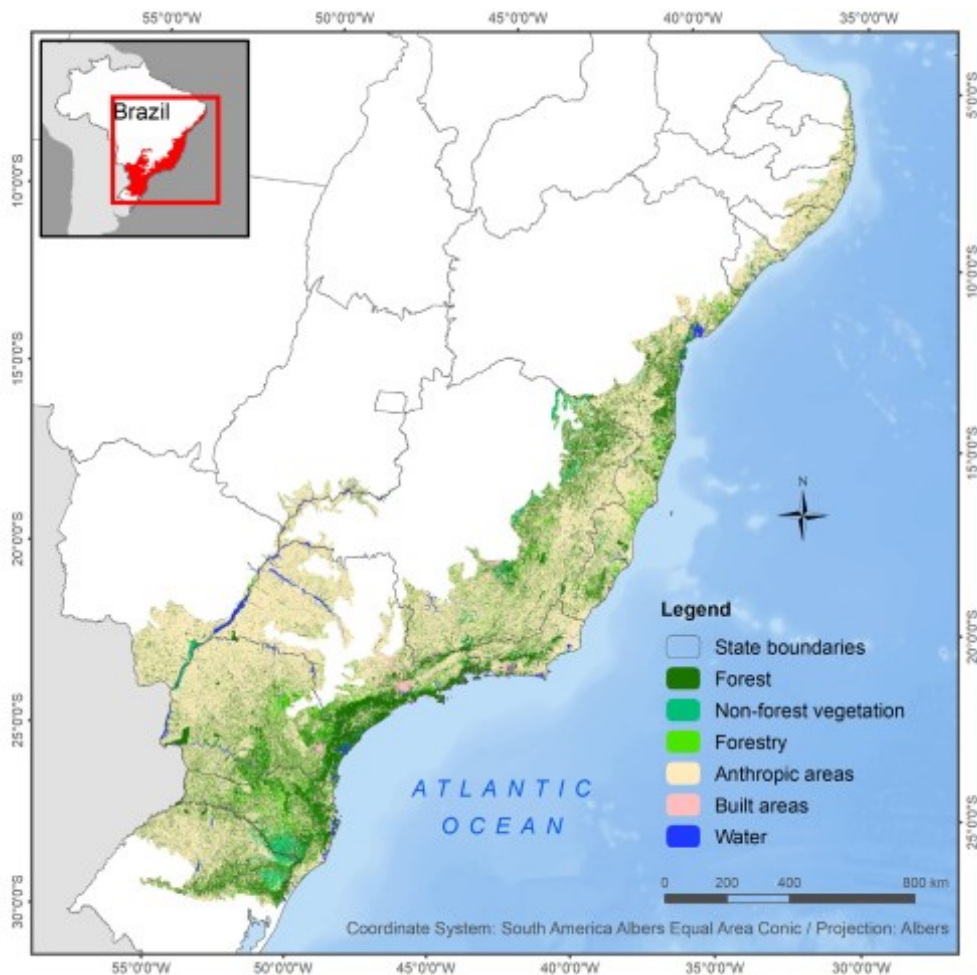 55°0'0"W 50°0'0"W 45°0'0"W 40°0'0"W 35°0'0"W
Brazil
5°0'0"S
10°0'0"S
10°0'0"S
15°0'0"S
15°0'0"S
N
20°0'0"S
Legend
20°0'0"S
State boundaries
Forest
25°0'0"S
Non-forest vegetation
Forestry
ATLANTIC
Anthropic areas
OCEAN
Built areas
25°0'0"S
Water
0 200 400 800 km
30°0'0"S
Coordinate System: South America Albers Equal Area Conic / Projection: Albers
55°0'0"W 50°0'0"W 45°0'0"W 40°0'0"W 35°0'0"W 30°0'0"W